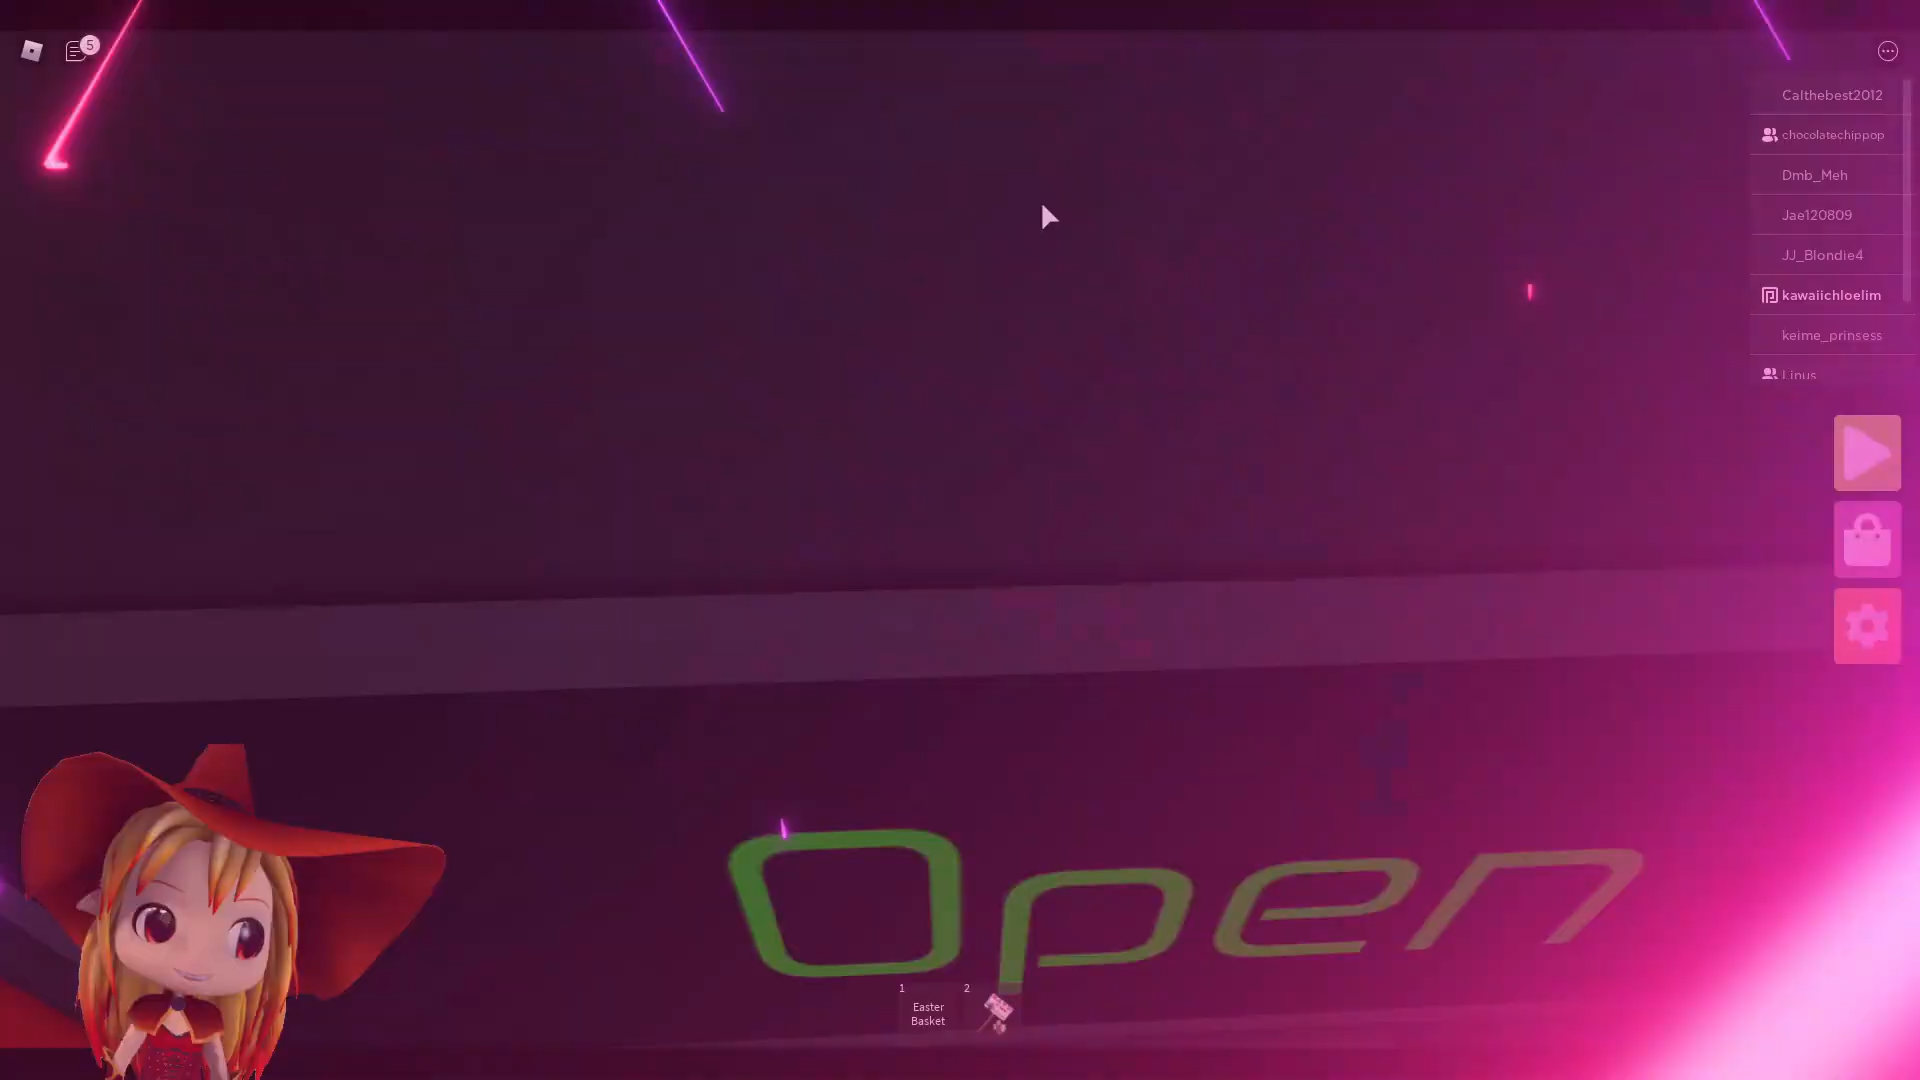 5
Calthebest2012
chocolatechippop
Dmb_Meh
Jae120809
JJ_Blondie4
kawaiichloelim
keime_prinsess
Linus
Open
1
Easter
Basket
2